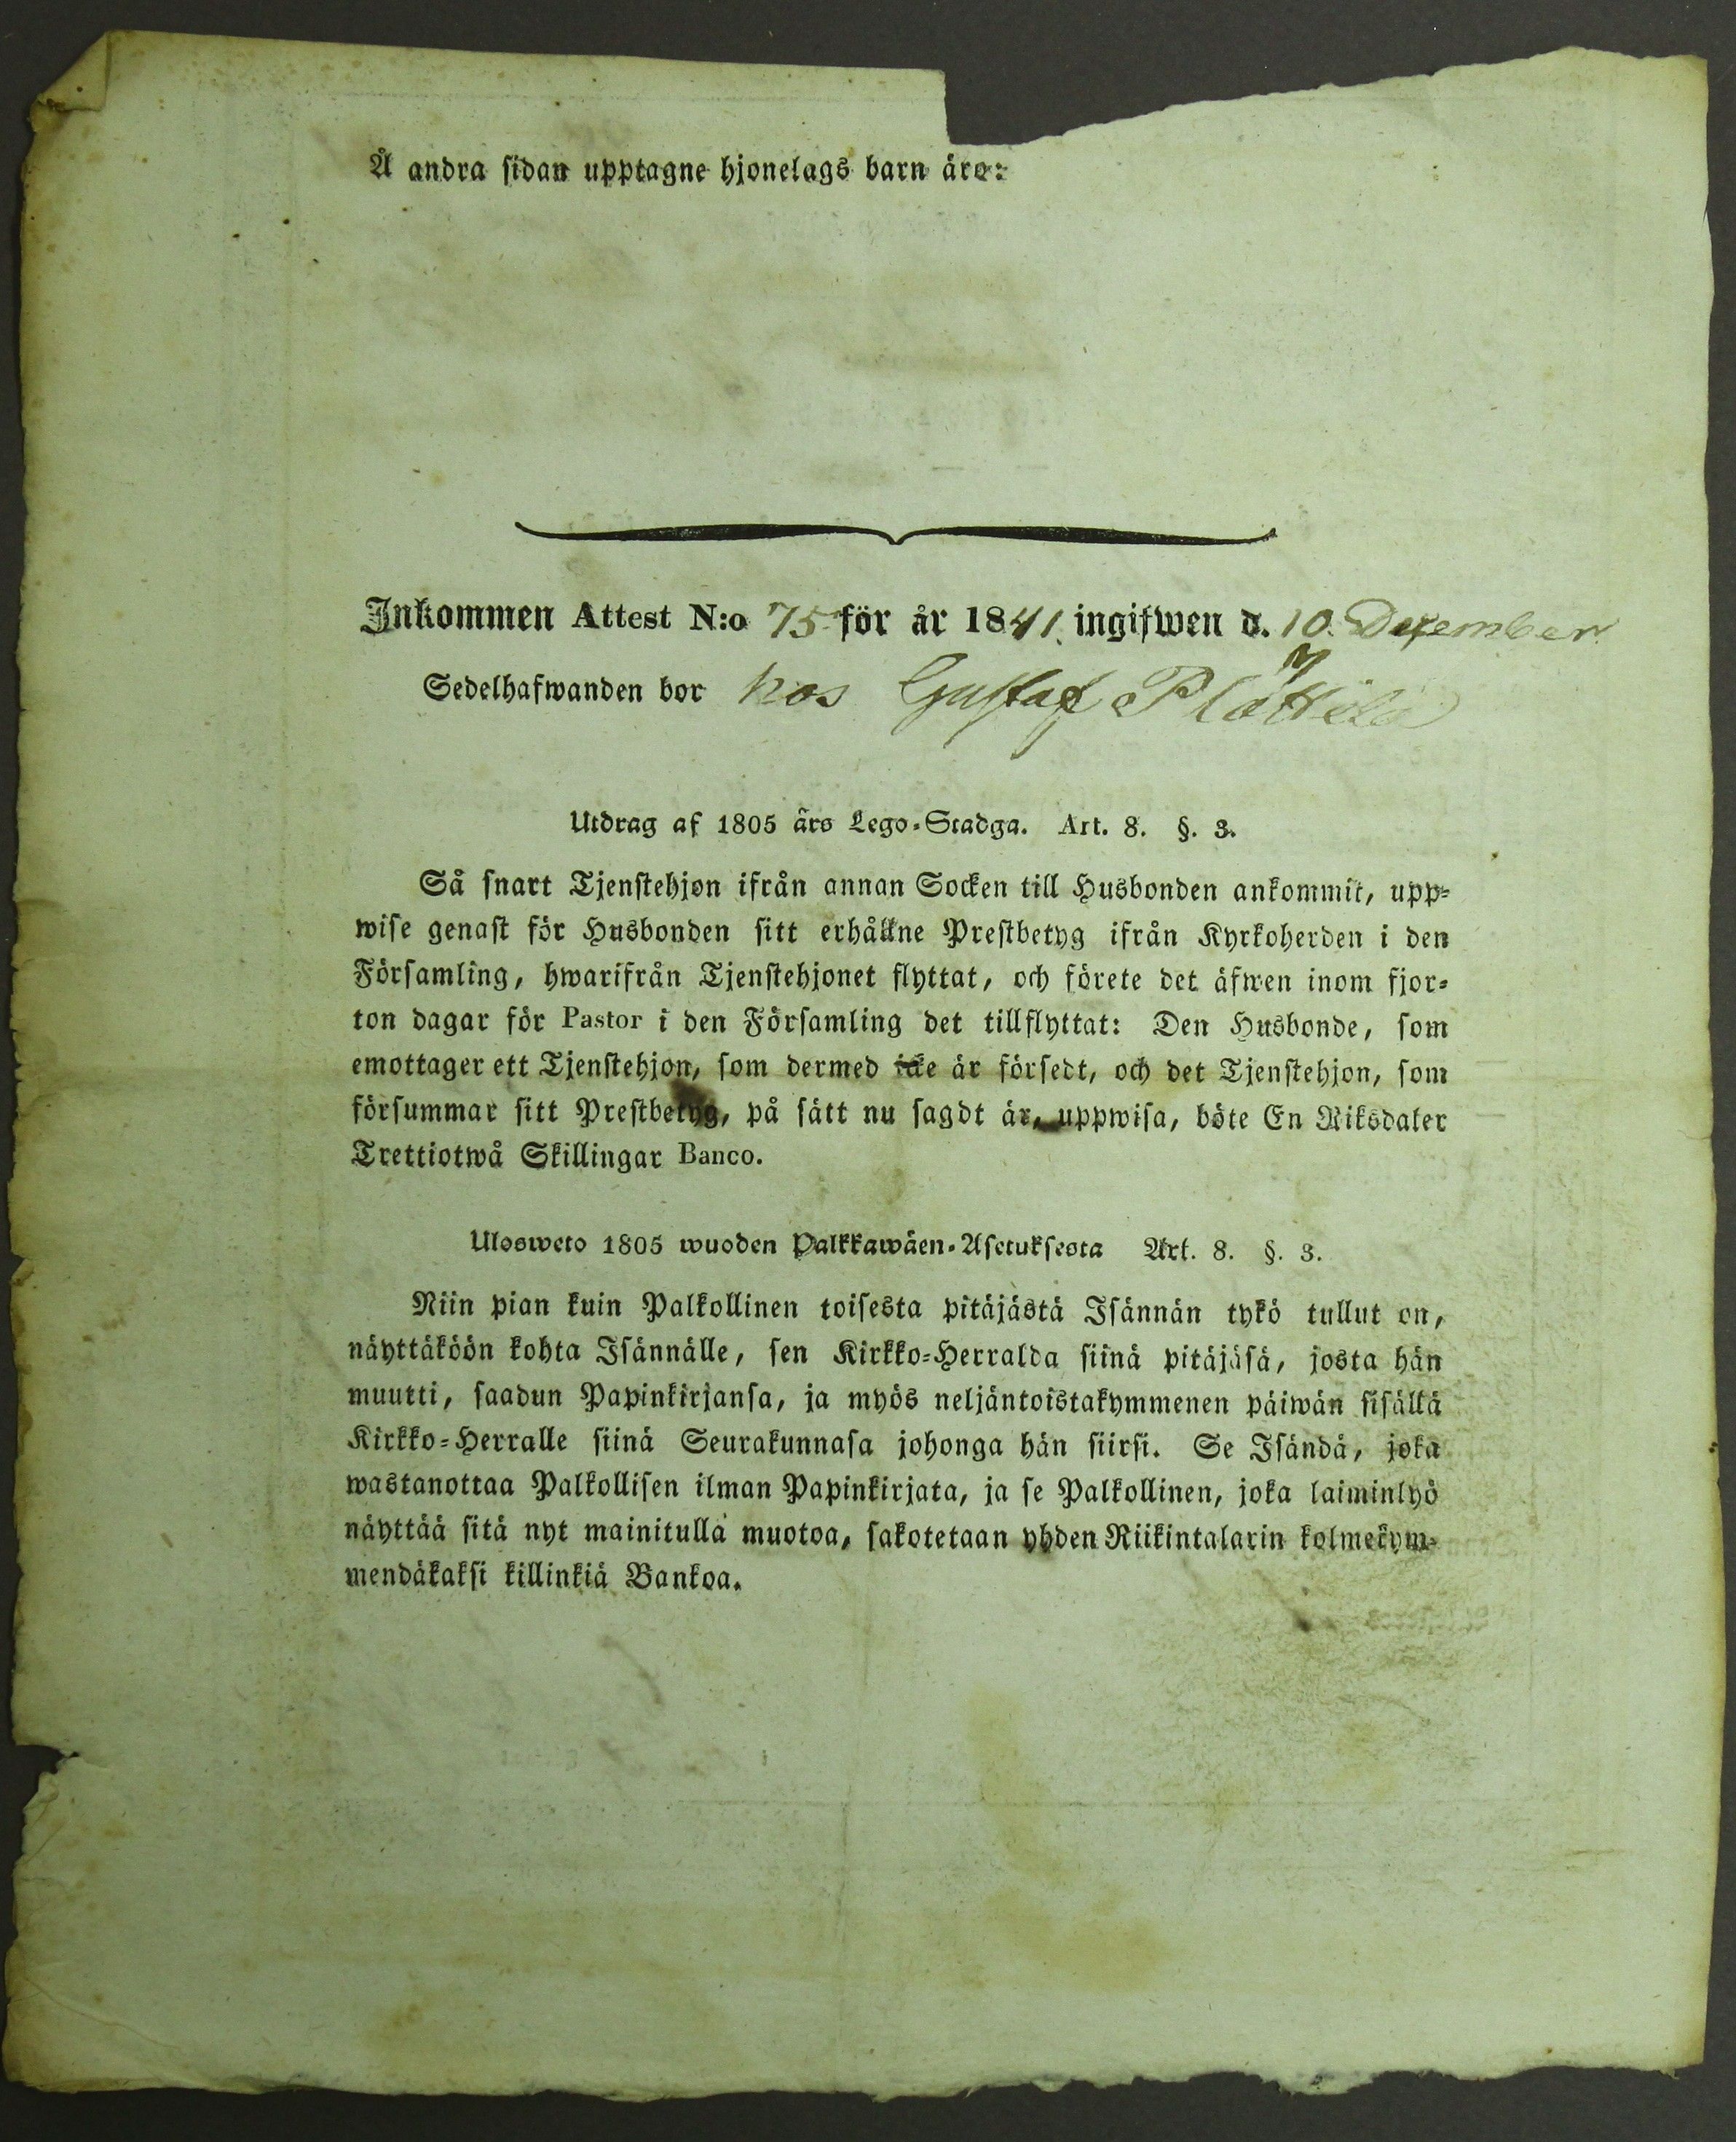 Å andra sidan upptagne hjonelags barn äro:
Inkommen Attest N:o 75 för år 1841 ingifwen d. 10 December
Sedelhafwanden bor hos Gustaf
Utdrag af 1805 års Lego-Stadga. Art. 8. §. 3.
Så snart Tjenstehjon ifrån annan Socken till Husbonden ankommit, upp-
wise genast för Husbonden sitt erhållne Prestbetyg ifrån Kyrkoherden i den
Församling, hwarifrån Tjenstehjonet flyttat, och förete det äfwen inom fjor-
ton dagar för Pastor i den Församling det tillflyttat: Den Husbonde, som
emottager ett Tjenstehjon, som dermed icke är försedt, och det Tjenstehjon, som
försummar sitt Prestbetyg, på sätt nu sagdt är, uppwisa, böte En Riksdaler
Trettiotwå Skillingar Banco.
Ulosweto 1805 wuoden Palkkawäen-Asetuksesta Art. 8. §. 3.
Niin pian kuin Palkollinen toisesta pitäjästä Isännän tykö tullut on,
näyttäköön kohta Isännälle, sen Kirkko-Herralda siinä pitäjäsä, josta hän
muutti, saadun Papinkirjansa, ja myös neljäntoistakymmenen päiwän sisällä
Kirkko-Herralle siinä Seurakunnasa johonga hän siirsi. Se Isändä, joka
wastanottaa Palkollisen ilman Papinkirjata, ja se Palkollinen, joka laiminlyö
näyttää sitä nyt mainitulla muotoa, sakotetaan yhden Riikintalarin kolmekym-
mendäkaksi killinkiä Bankoa.